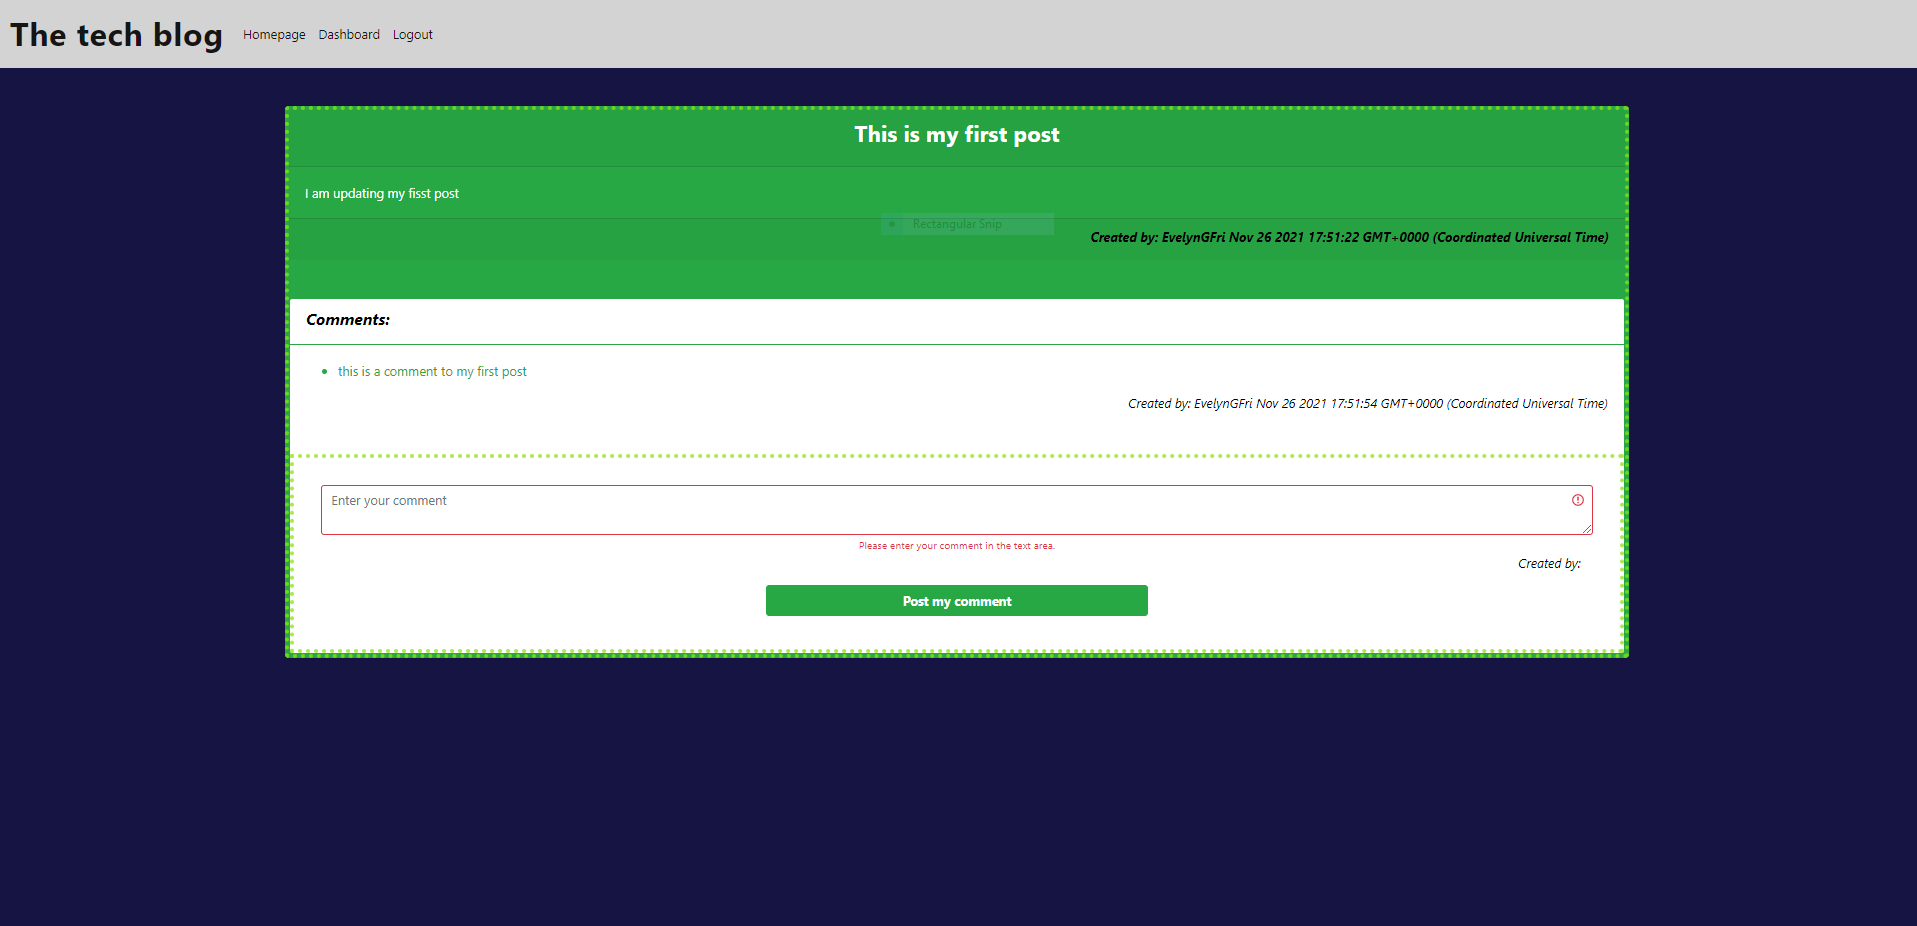 The tech blog Homepage Dashboard Logout
This is my first post
I am updating my fisst post
Rectangular Snip
Created by: EvelynGFri Nov 26 2021 17:51:22 GMT+0000 (Coordinated Universal Time)
Comments:
this is a comment to my first post
Created by: EvelynGFri Nov 26 2021 17:51:54 GMT+0000 (Coordinated Universal Time)
Enter your comment
Please enter your comment in the text area.
Created by:
Post my comment